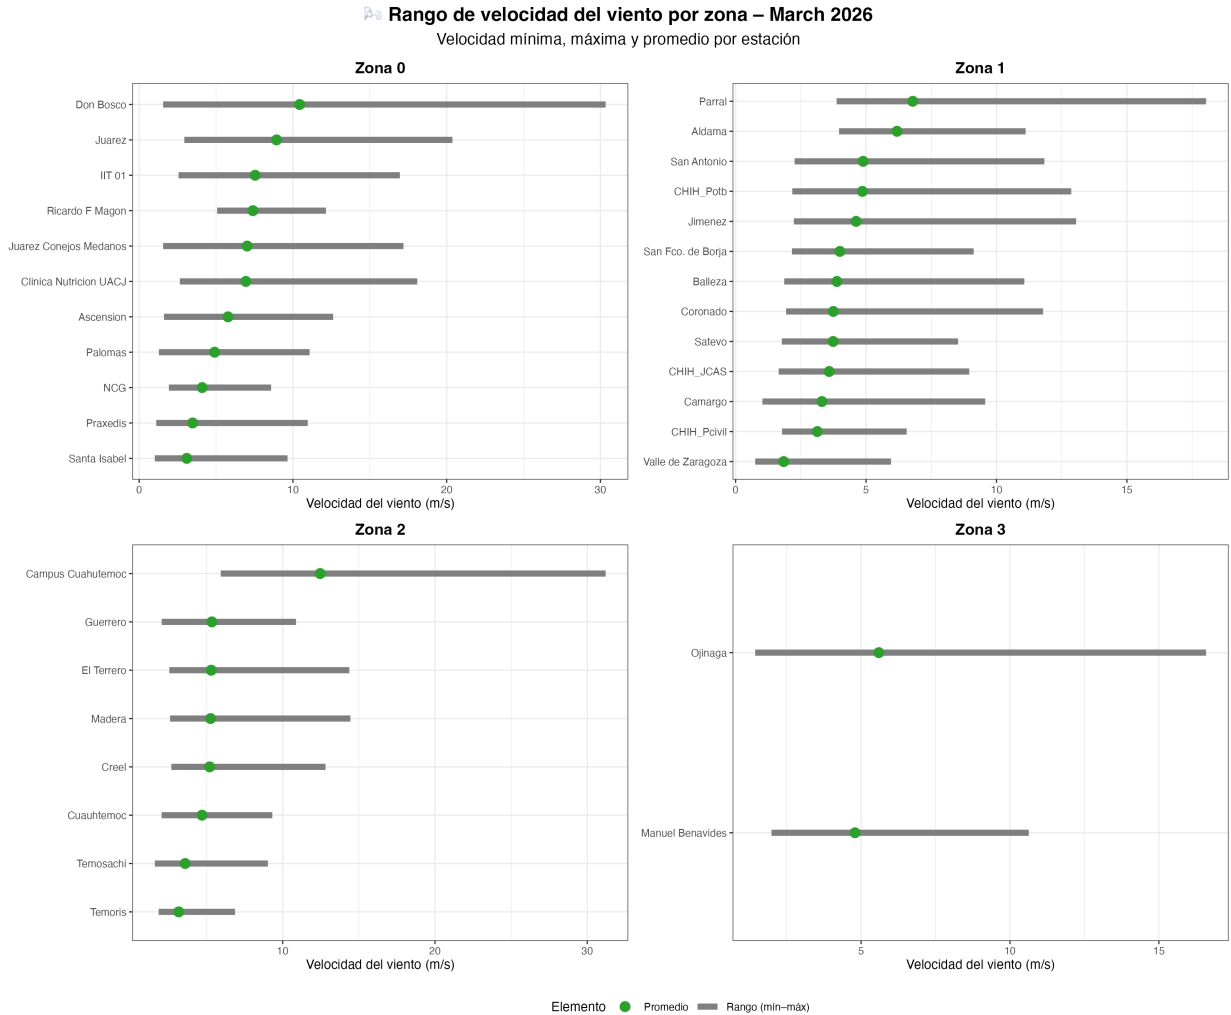 Rango de velocidad del viento por zona – March 2026
Velocidad mínima, máxima y promedio por estación
Zona 0
Don Bosco
Juarez
IIT 01
Ricardo F Magon
Juarez Conejos Medanos
Clinica Nutricion UACJ
Ascension
Palomas
NCG
Praxedis
Santa Isabel
0 10 20 30
Velocidad del viento (m/s)
Zona 1
Parral
Aldama
San Antonio
CHIH_Potb
Jimenez
San Fco. de Borja
Balleza
Coronado
Satevo
CHIH_JCAS
Camargo
CHIH_Pcivil
Valle de Zaragoza
0 5 10 15
Velocidad del viento (m/s)
Zona 2
Campus Cuahutemoc
Guerrero
El Terrero
Madera
Creel
Cuauhtemoc
Temosachi
Temoris
10 20 30
Velocidad del viento (m/s)
Zona 3
Ojinaga
Manuel Benavides
5 10 15
Velocidad del viento (m/s)
Elemento Promedio Rango (mín–máx)